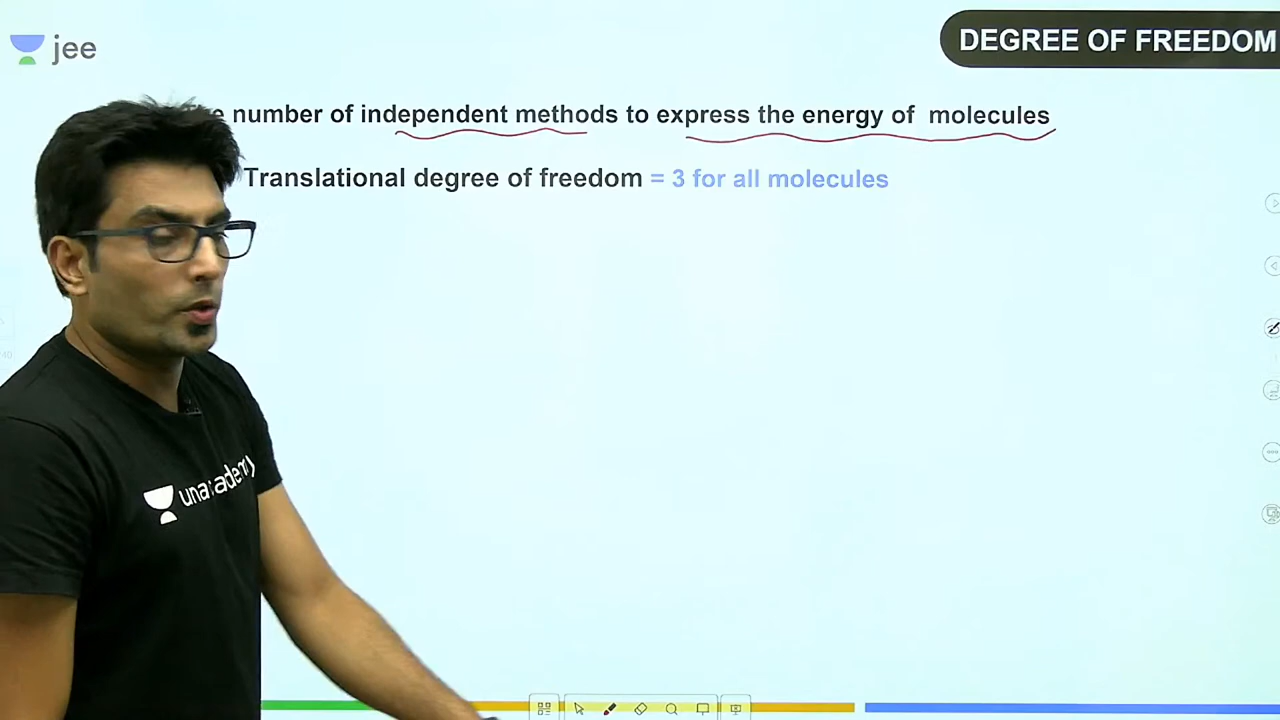 jee
DEGREE OF FREEDOM
number of independent methods to express the energy of molecules
Translational degree of freedom = 3 for all molecules
unacademy